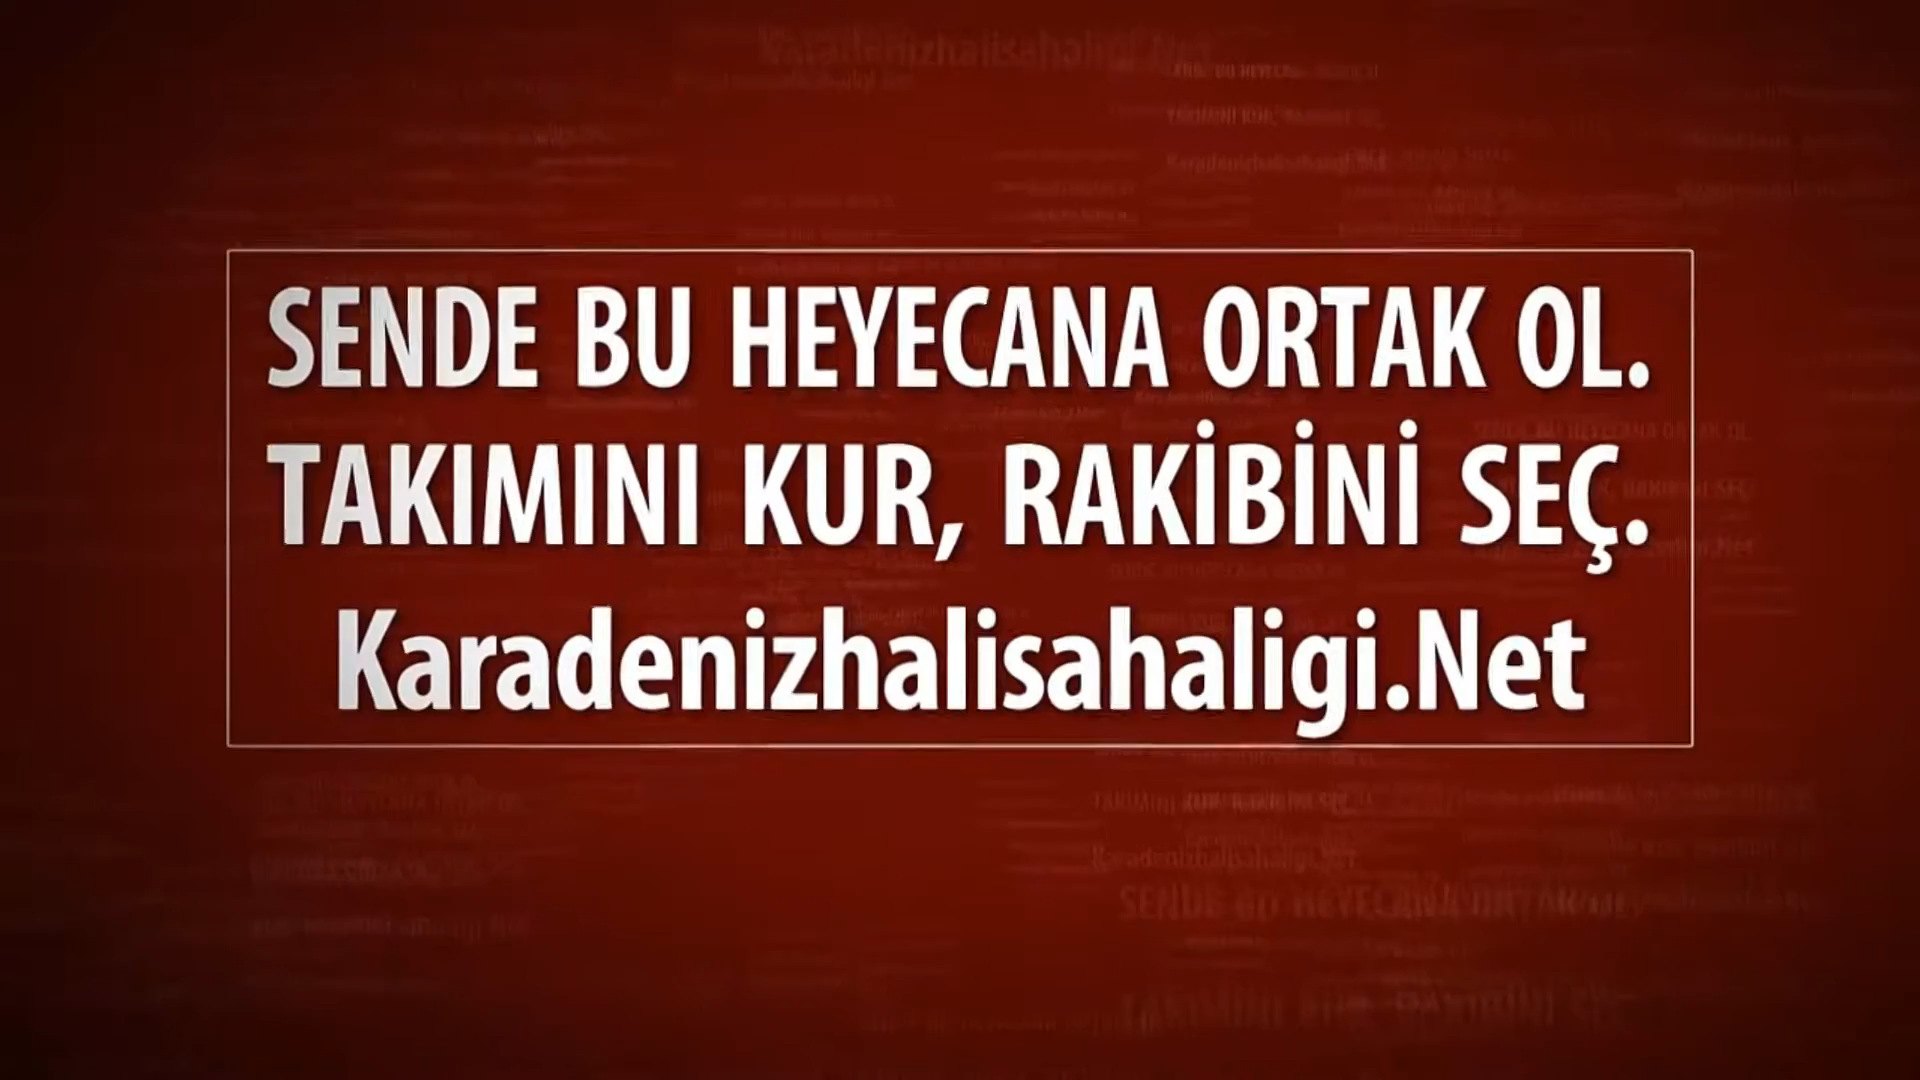 SENDE BU HEYECANA ORTAK OL.
TAKIMINI KUR, RAKİBİNİ SEÇ.
Karadenizhalisahaligi.Net